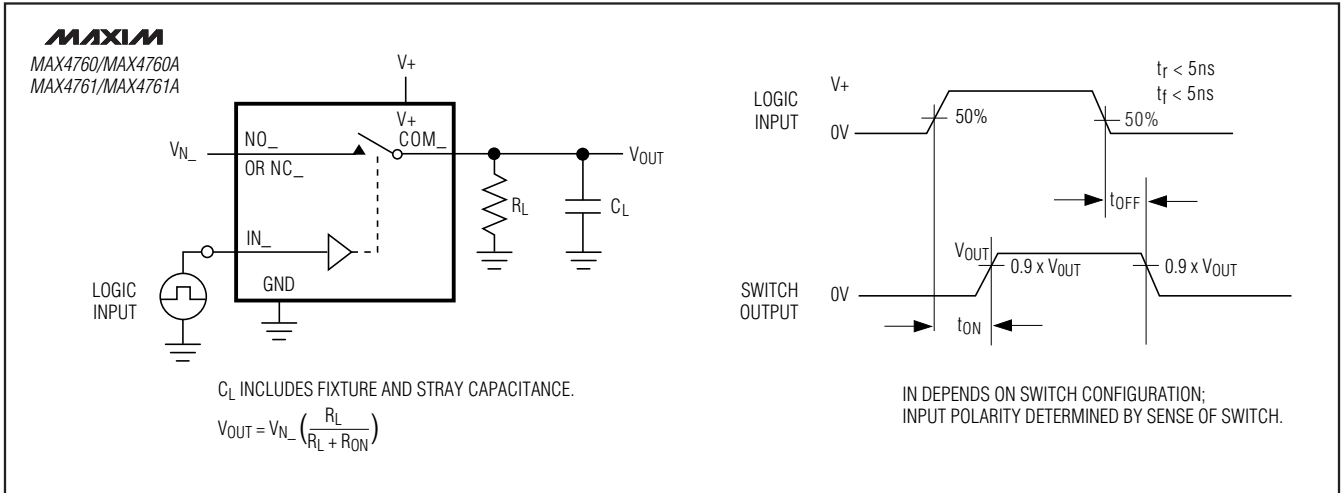 MAXIM
MAX4760/MAX4760A
MAX4761/MAX4761A
V+
V+
NO_
COM_
V_N_
OR NC_
V_OUT
R_L
C_L
IN_
GND
LOGIC
INPUT
C_L INCLUDES FIXTURE AND STRAY CAPACITANCE.
V_OUT = V_N_ (R_L / R_L + R_ON)
t_r < 5ns
t_f < 5ns
LOGIC
INPUT
V+
0V
50%
50%
t_OFF
V_OUT
0.9 x V_OUT
0.9 x V_OUT
SWITCH
OUTPUT
0V
t_ON
IN DEPENDS ON SWITCH CONFIGURATION;
INPUT POLARITY DETERMINED BY SENSE OF SWITCH.